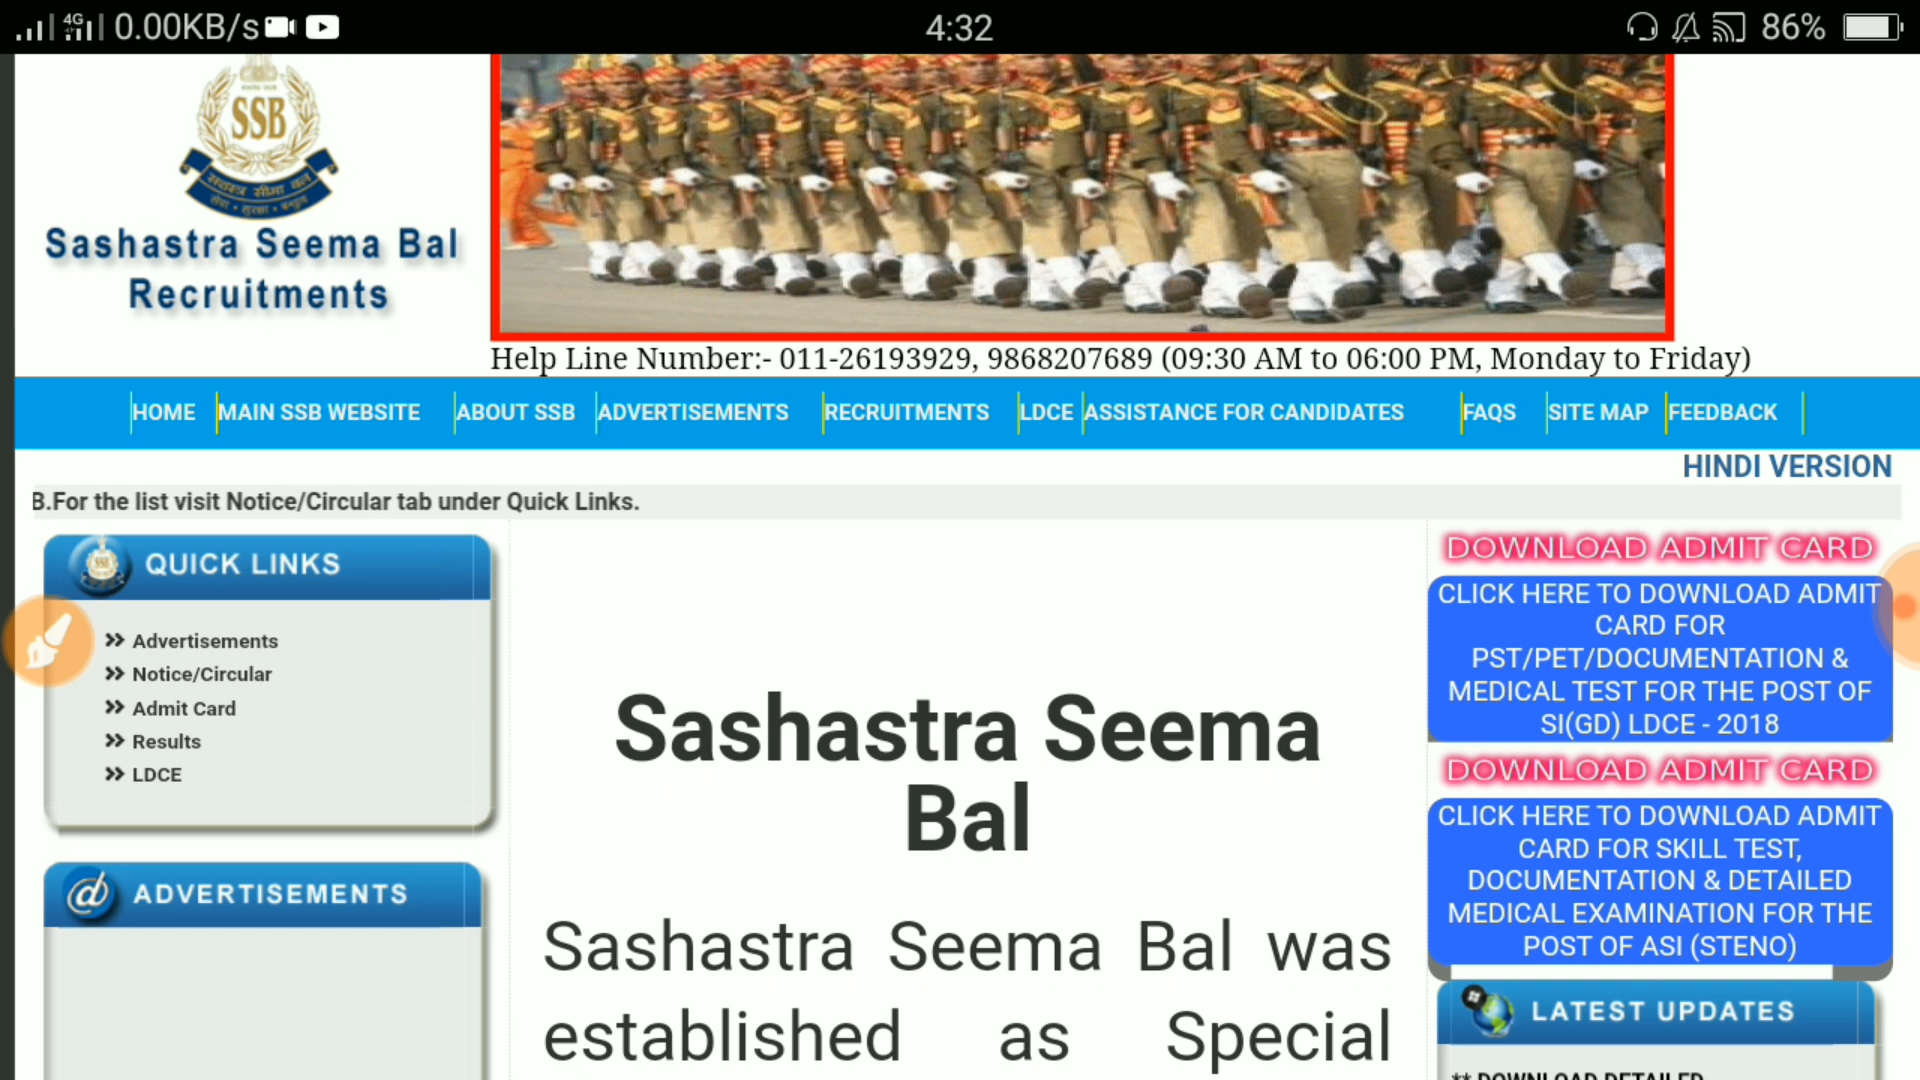 4G 0.00KB/s 4:32 86%
SSB
सशस्त्र सीमा बल
सेवा • सुरक्षा • बन्धुत्व
Sashastra Seema Bal
Recruitments
Help Line Number:- 011-26193929, 9868207689 (09:30 AM to 06:00 PM, Monday to Friday)
HOME MAIN SSB WEBSITE ABOUT SSB ADVERTISEMENTS RECRUITMENTS LDCE ASSISTANCE FOR CANDIDATES FAQS SITE MAP FEEDBACK
HINDI VERSION
B.For the list visit Notice/Circular tab under Quick Links.
QUICK LINKS
Advertisements
Notice/Circular
Admit Card
Results
LDCE
ADVERTISEMENTS
Sashastra Seema
Bal
Sashastra Seema Bal was
established as Special
DOWNLOAD ADMIT CARD
CLICK HERE TO DOWNLOAD ADMIT
CARD FOR
PST/PET/DOCUMENTATION &
MEDICAL TEST FOR THE POST OF
SI(GD) LDCE - 2018
DOWNLOAD ADMIT CARD
CLICK HERE TO DOWNLOAD ADMIT
CARD FOR SKILL TEST,
DOCUMENTATION & DETAILED
MEDICAL EXAMINATION FOR THE
POST OF ASI (STENO)
LATEST UPDATES
** DOWNLOAD DETAILED